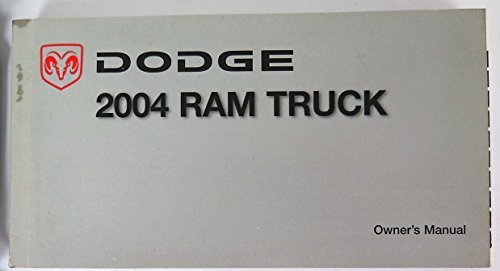 DODGE
2004 RAM TRUCK
Owner's Manual